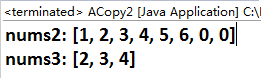 <terminated> ACopy2 [Java Application] C:\
nums2: [1, 2, 3, 4, 5, 6, 0, 0]
nums3: [2, 3, 4]